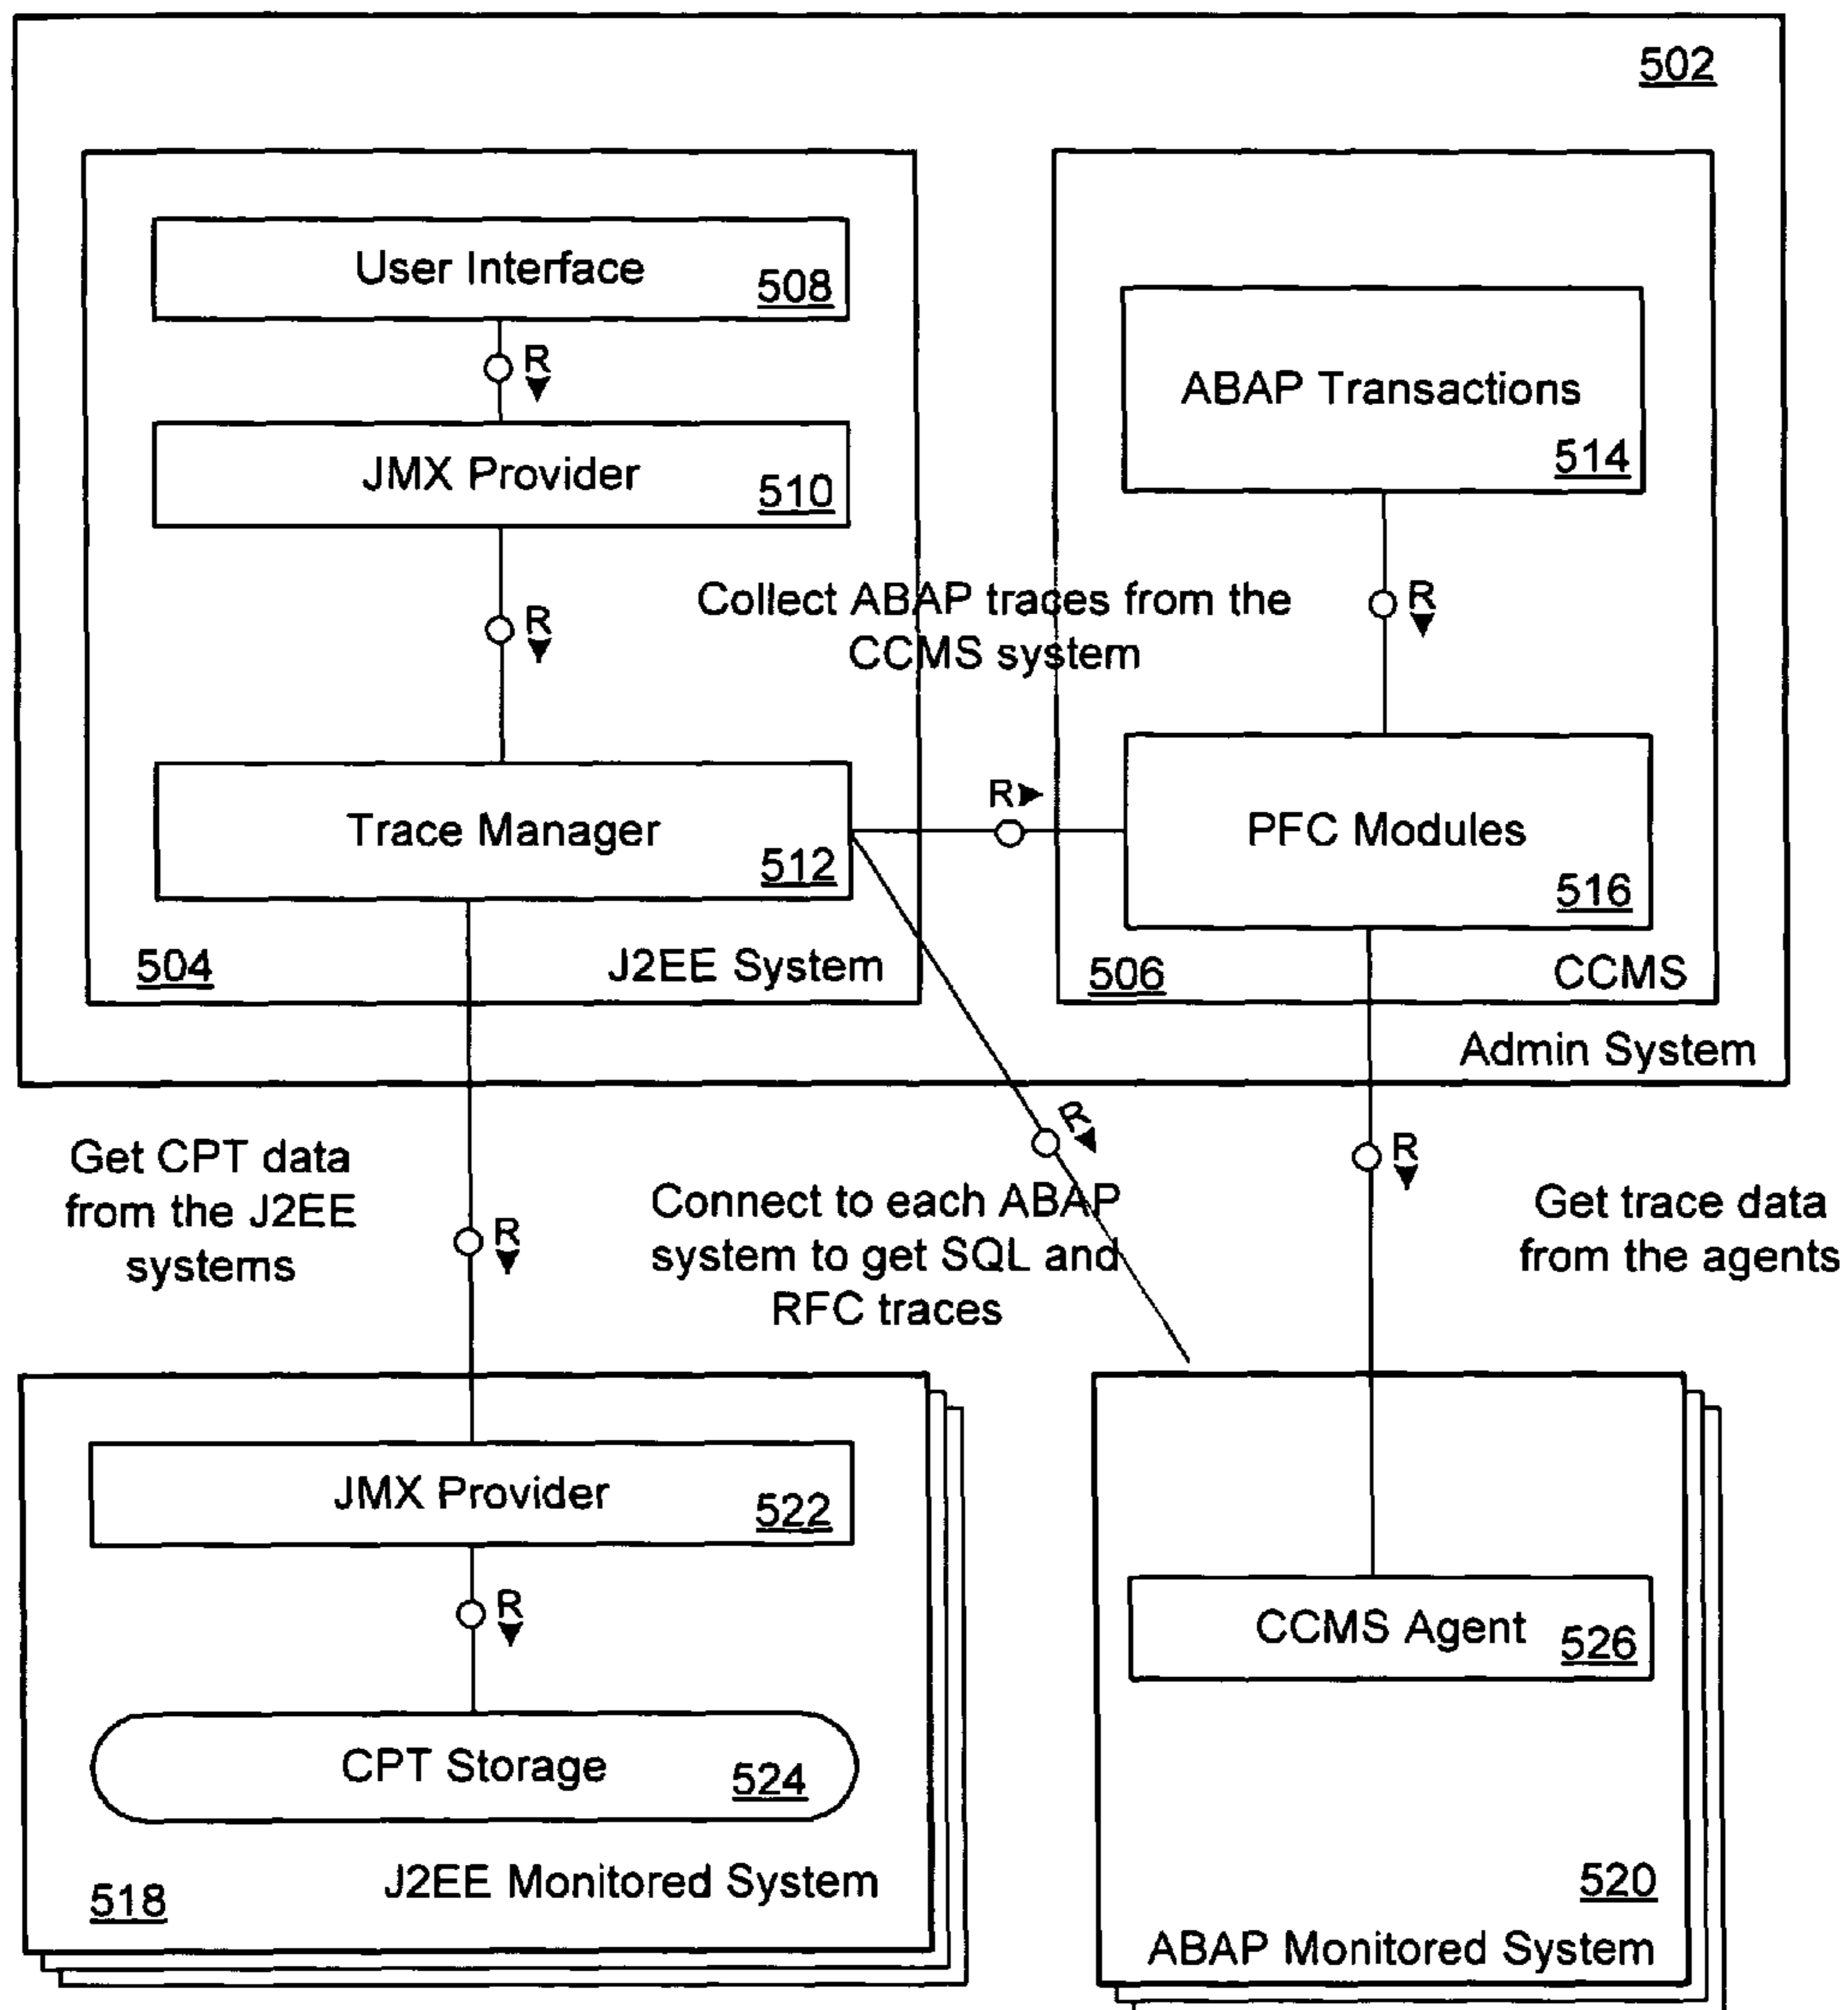 502
User Interface
508
R
JMX Provider
510
R
ABAP Transactions
514
R
Collect ABAP traces from the
CCMS system
Trace Manager
512
R
PFC Modules
516
504
J2EE System
506
CCMS
Admin System
Get CPT data
from the J2EE
systems
R
R
Connect to each ABAP
system to get SQL and
RFC traces
R
Get trace data
from the agents
JMX Provider
522
R
CPT Storage
524
J2EE Monitored System
518
CCMS Agent
526
520
ABAP Monitored System